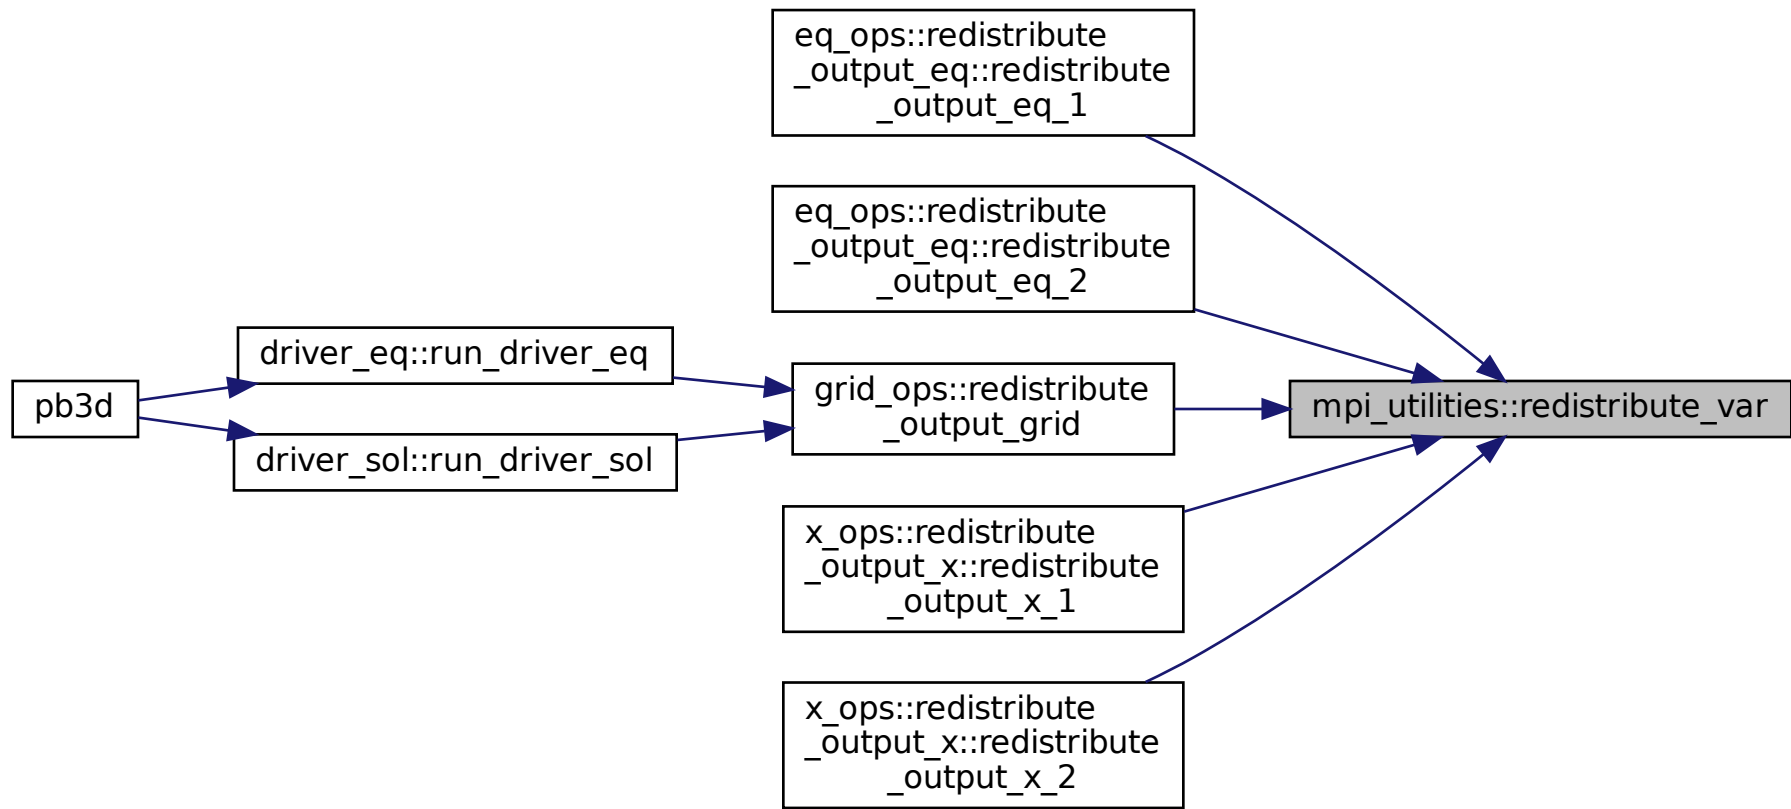 eq_ops::redistribute
_output_eq::redistribute
_output_eq_1
eq_ops::redistribute
_output_eq::redistribute
_output_eq_2
driver_eq::run_driver_eq
pb3d
driver_sol::run_driver_sol
grid_ops::redistribute
_output_grid
mpi_utilities::redistribute_var
x_ops::redistribute
_output_x::redistribute
_output_x_1
x_ops::redistribute
_output_x::redistribute
_output_x_2